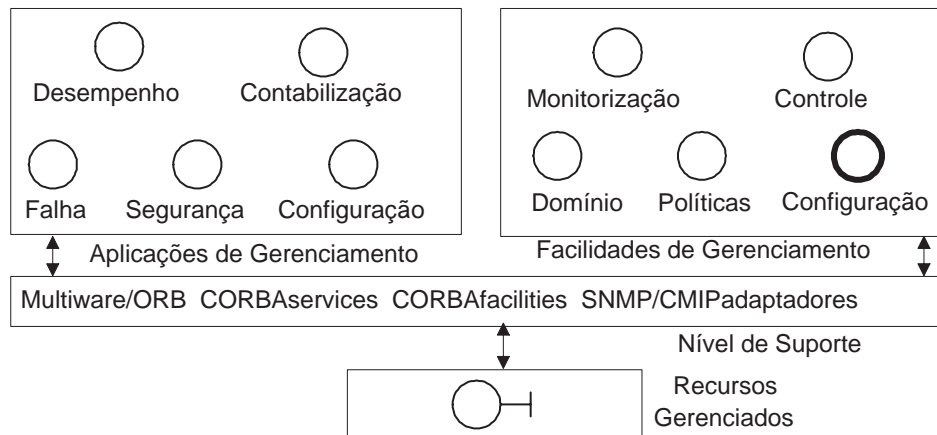 Desempenho Contabilização
Falha Segurança Configuração
Aplicações de Gerenciamento
Monitorização Controle
Domínio Políticas Configuração
Facilidades de Gerenciamento
Multiware/ORB CORBAservices CORBAfacilities SNMP/CMIPadaptadores
Nível de Suporte
Recursos
Gerenciados